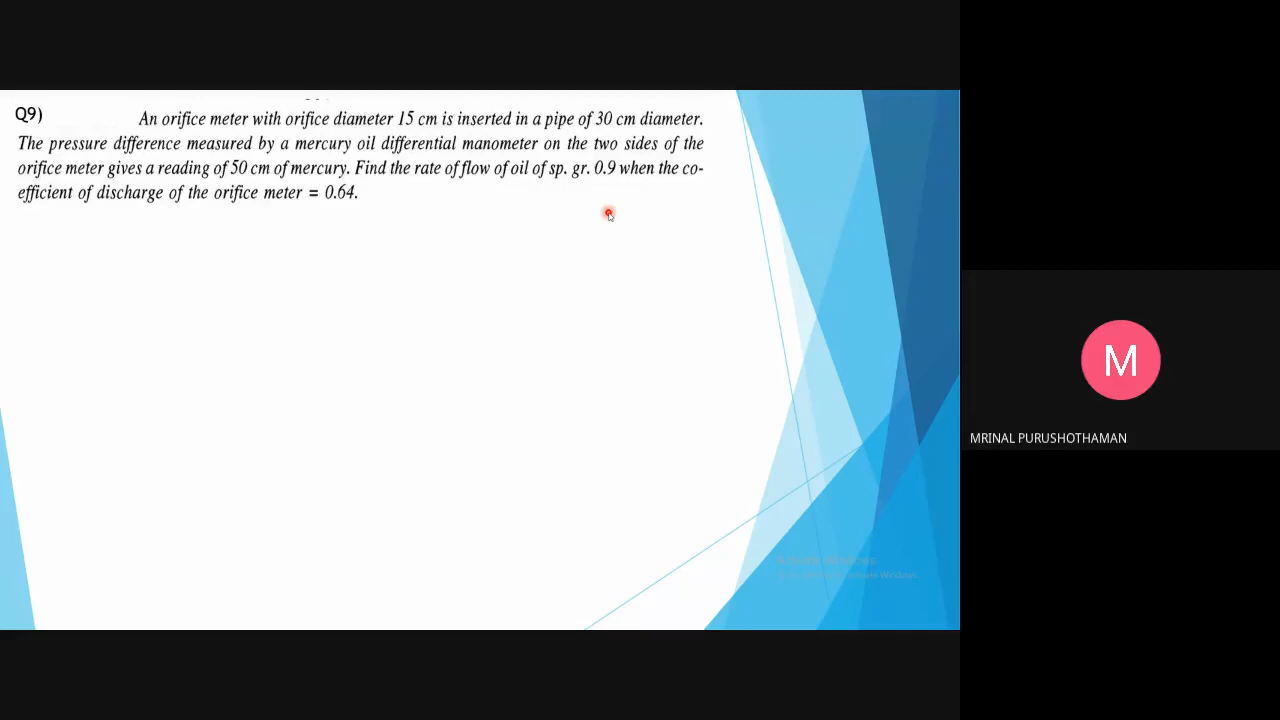 Q9)
An orifice meter with orifice diameter 15 cm is inserted in a pipe of 30 cm diameter.
The pressure difference measured by a mercury oil differential manometer on the two sides of the
orifice meter gives a reading of 50 cm of mercury. Find the rate of flow of oil of sp. gr. 0.9 when the co-
efficient of discharge of the orifice meter = 0.64.
M
MRINAL PURUSHOTHAMAN